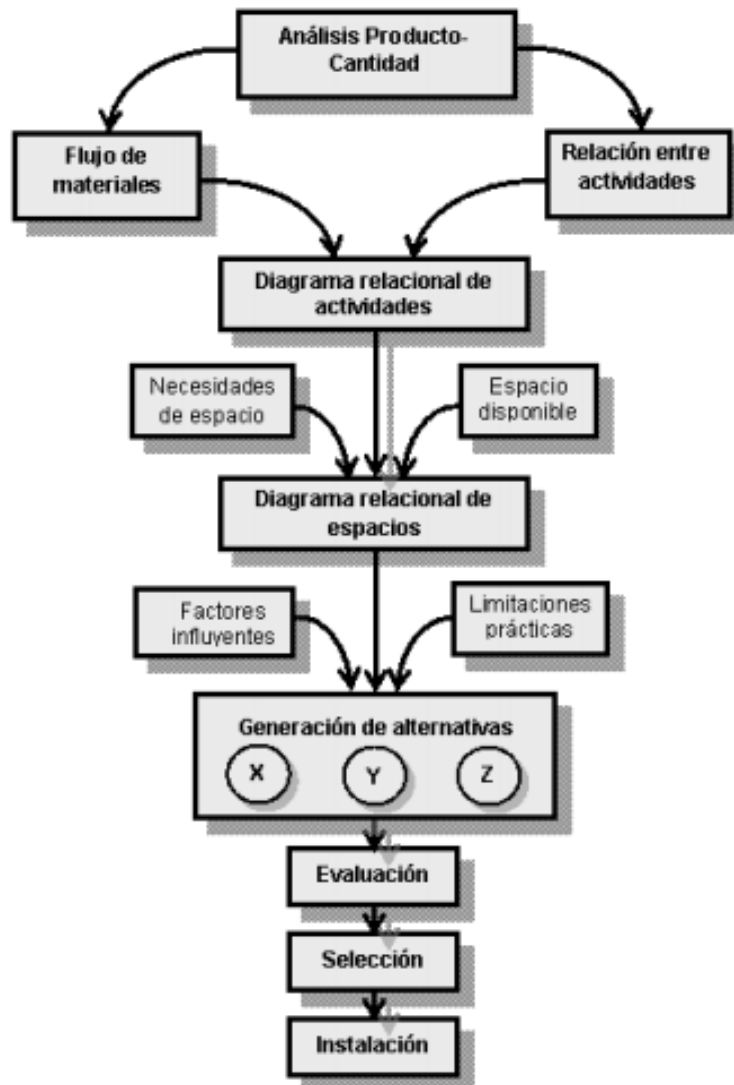 Análisis Producto-
Cantidad
Flujo de
materiales
Relación entre
actividades
Diagrama relacional de
actividades
Necesidades
de espacio
Espacio
disponible
Diagrama relacional de
espacios
Factores
influyentes
Limitaciones
prácticas
Generación de alternativas
X
Y
Z
Evaluación
Selección
Instalación